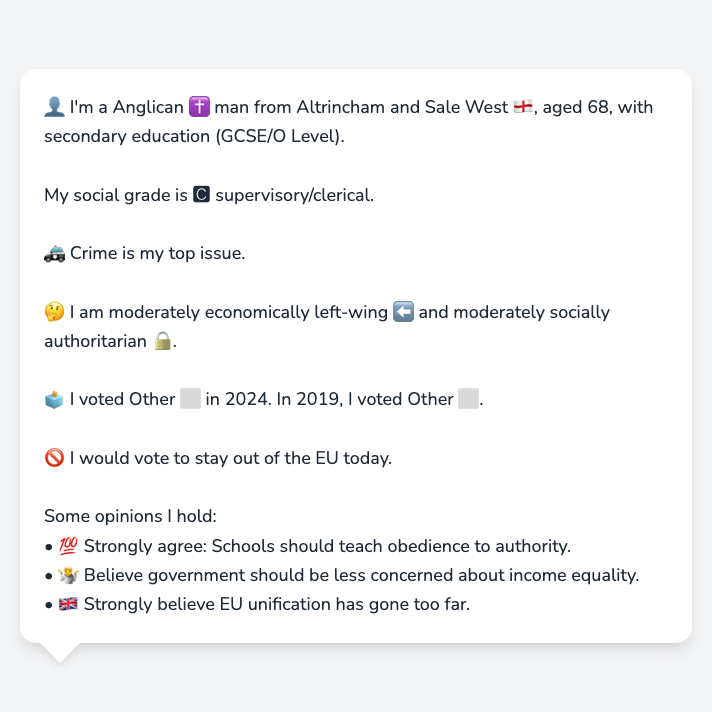 👤 I'm a Anglican ✝️ man from Altrincham and Sale West 🏴󠁧󠁢󠁥󠁮󠁧󠁿, aged 68, with
secondary education (GCSE/O Level).
My social grade is 🅲 supervisory/clerical.
🚓 Crime is my top issue.
🤔 I am moderately economically left-wing ⬅️ and moderately socially
authoritarian 🔒.
🗳️ I voted Other ⬜ in 2024. In 2019, I voted Other ⬜.
🚫 I would vote to stay out of the EU today.
Some opinions I hold:
• 💯 Strongly agree: Schools should teach obedience to authority.
• 🤷 Believe government should be less concerned about income equality.
• 🇬🇧 Strongly believe EU unification has gone too far.